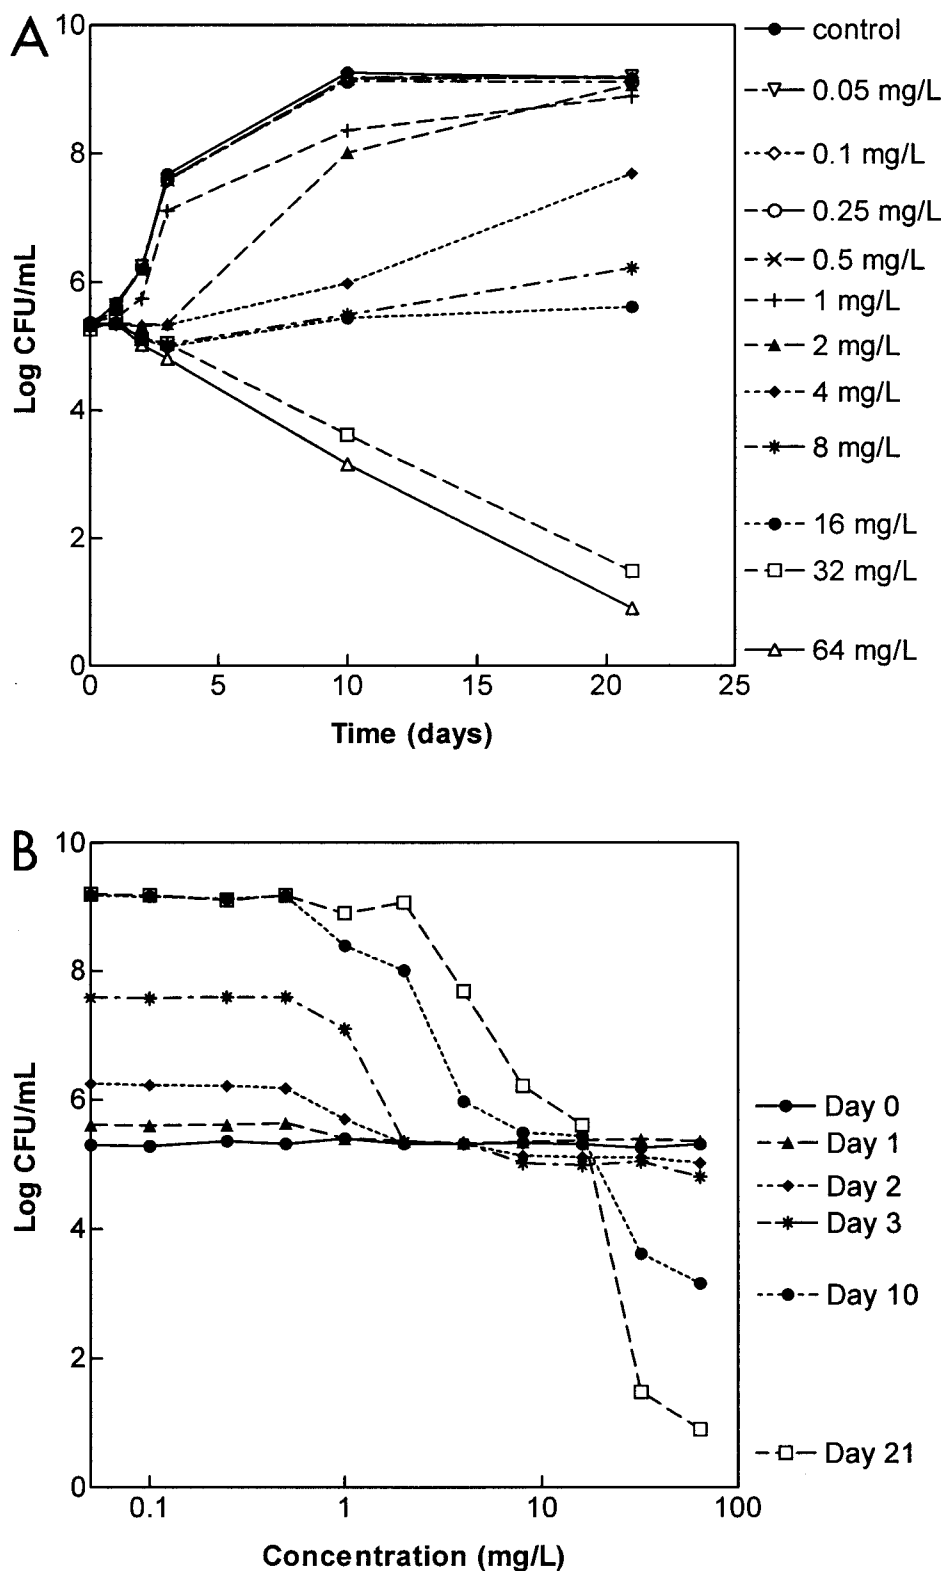 A
10
8
6
4
2
0
Log CFU/mL
0 5 10 15 20 25
Time (days)
control
0.05 mg/L
0.1 mg/L
0.25 mg/L
0.5 mg/L
1 mg/L
2 mg/L
4 mg/L
8 mg/L
16 mg/L
32 mg/L
64 mg/L
B
10
8
6
4
2
0
Log CFU/mL
0.1 1 10 100
Concentration (mg/L)
Day 0
Day 1
Day 2
Day 3
Day 10
Day 21